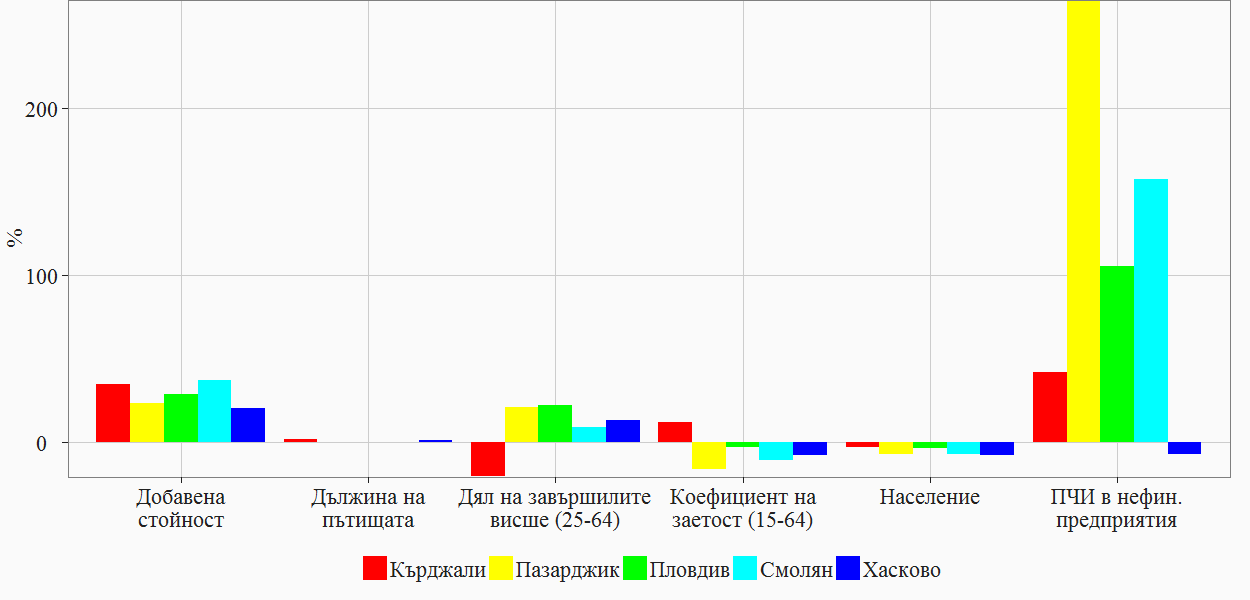 200
%
100
0
Добавена стойност
Дължина на пътищата
Дял на завършилите висше (25-64)
Коефициент на заетост (15-64)
Население
ПЧИ в нефин. предприятия
Кърджали Пазарджик Пловдив Смолян Хасково